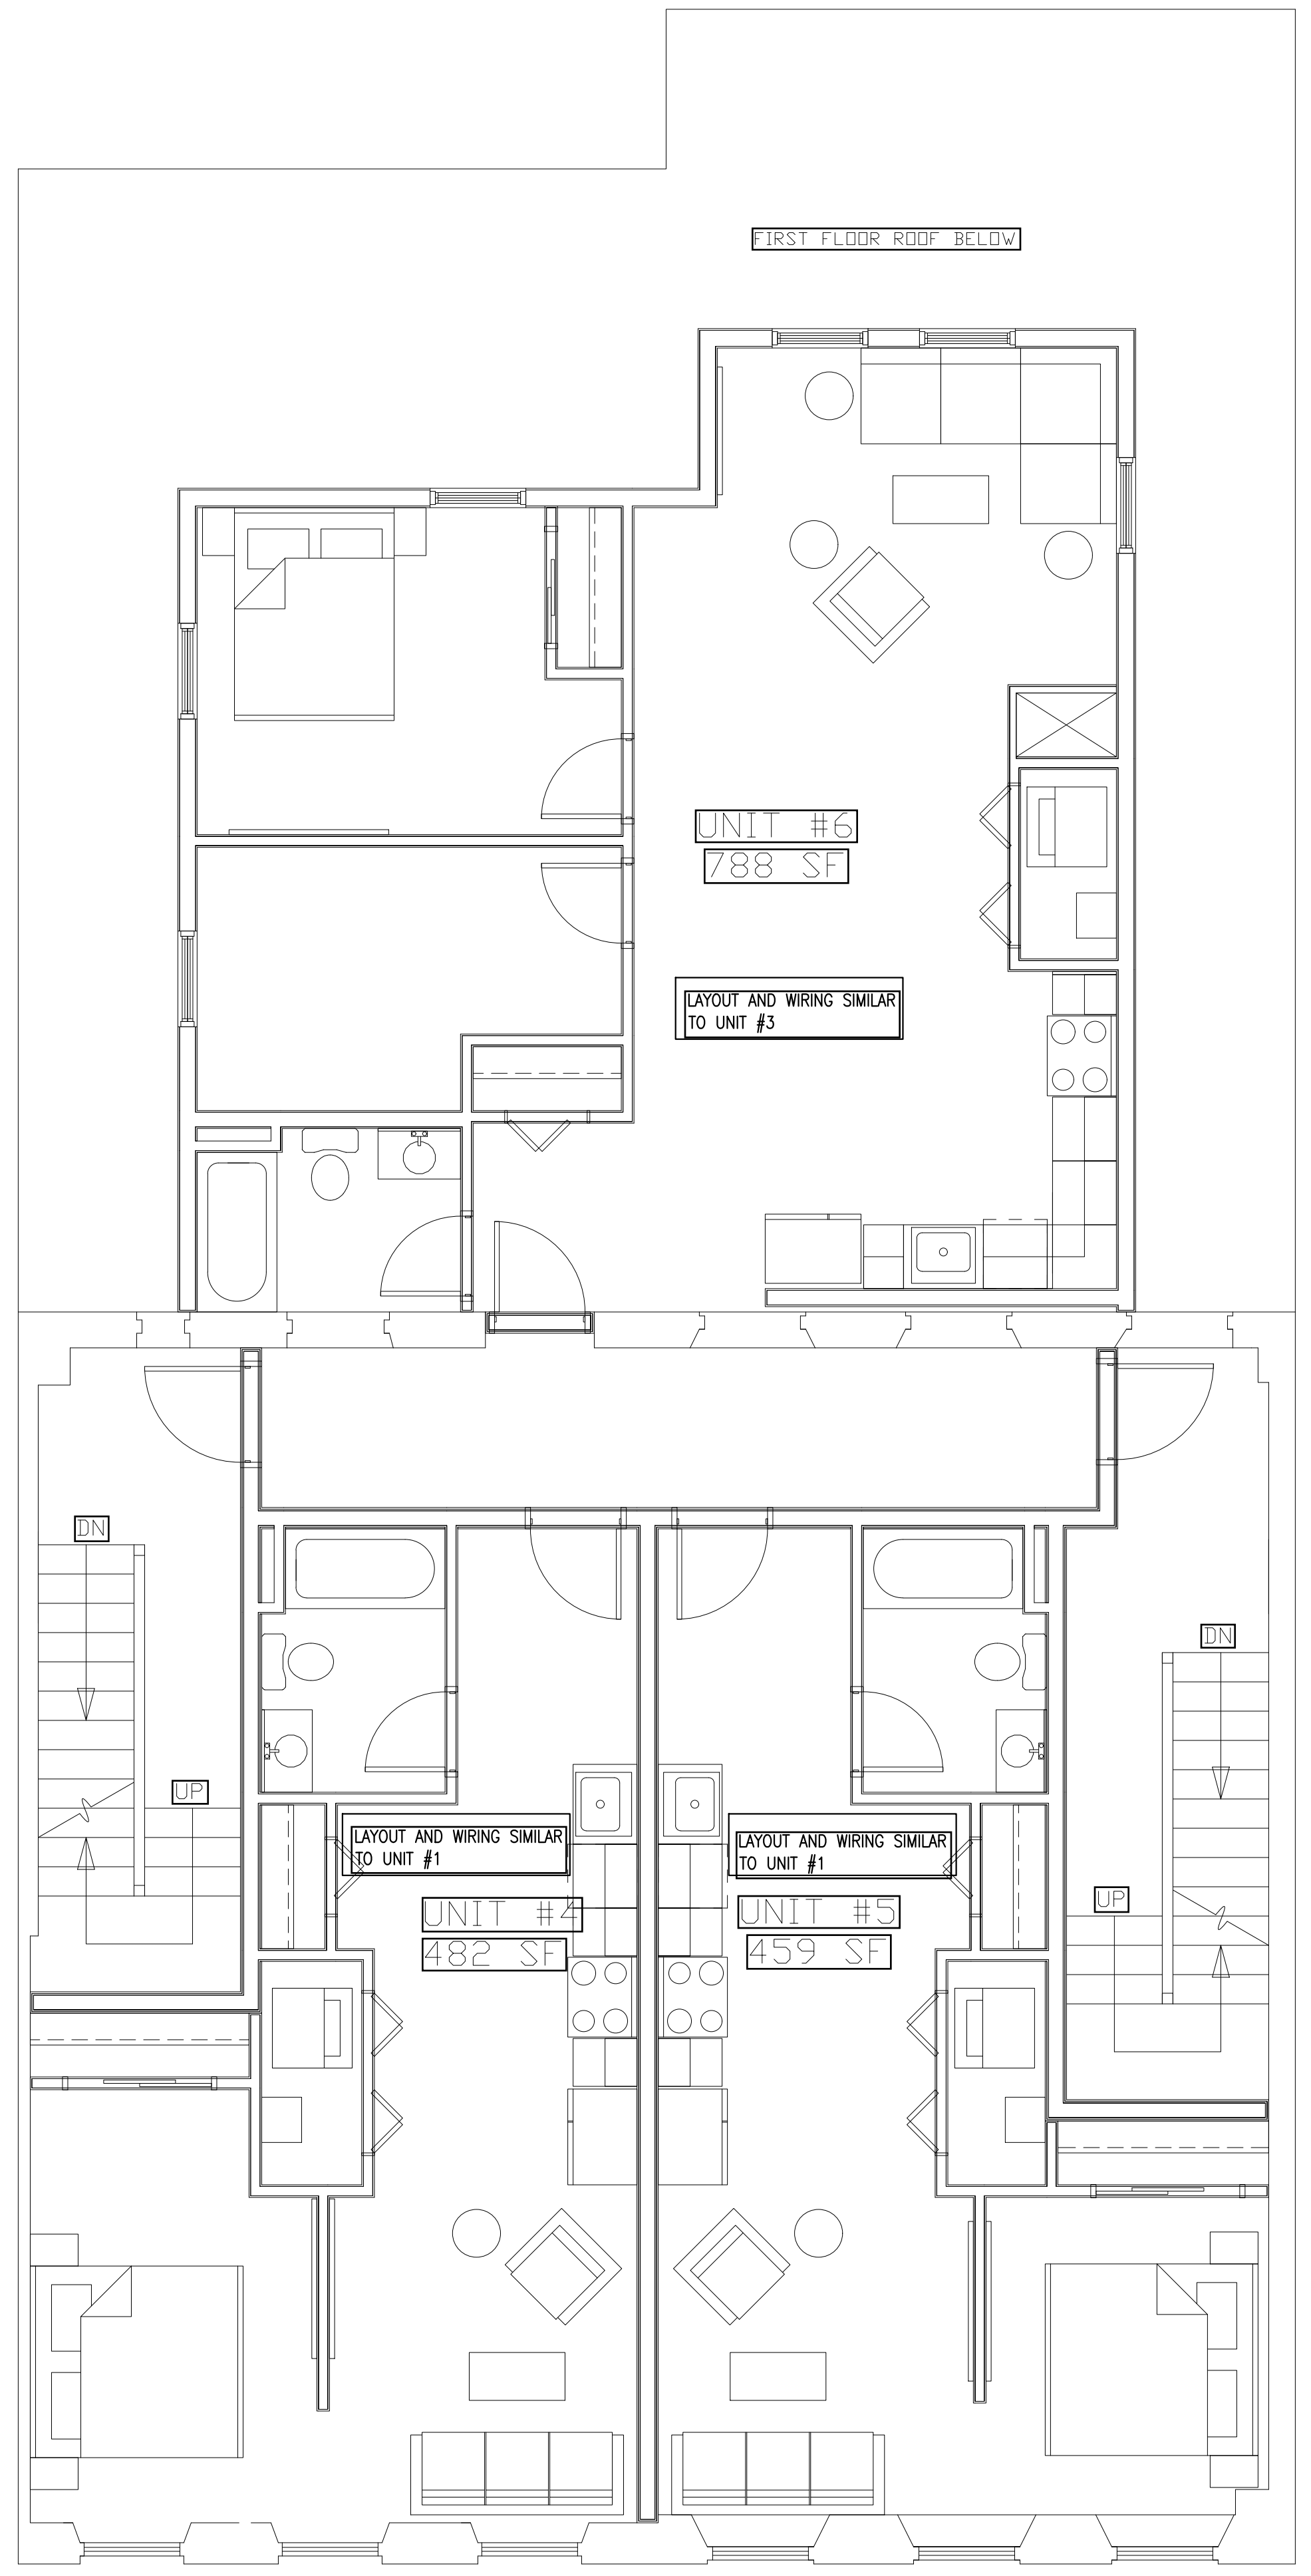 FIRST FLOOR ROOF BELOW
UNIT #6
788 SF
LAYOUT AND WIRING SIMILAR
TO UNIT #3
DN
DN
UP
LAYOUT AND WIRING SIMILAR
TO UNIT #1
LAYOUT AND WIRING SIMILAR
TO UNIT #1
UP
UNIT #4
482 SF
UNIT #5
459 SF